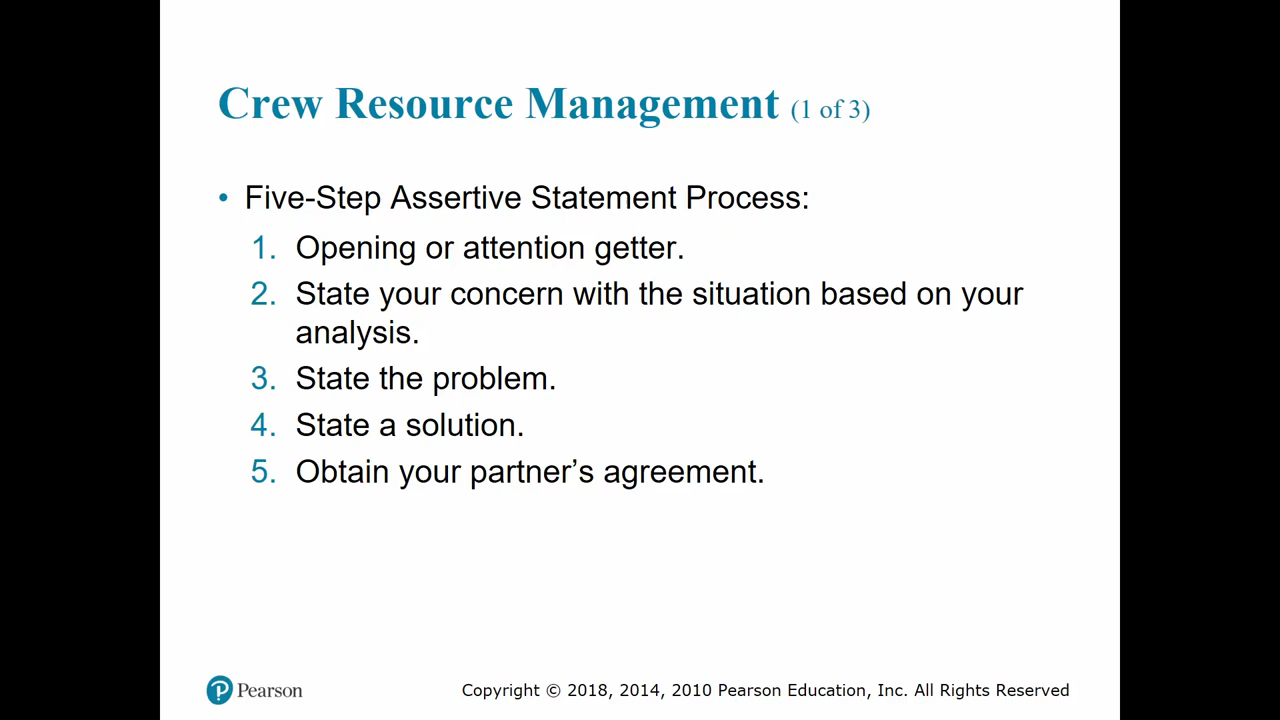 Crew Resource Management (1 of 3)
• Five-Step Assertive Statement Process:
1. Opening or attention getter.
2. State your concern with the situation based on your
analysis.
3. State the problem.
4. State a solution.
5. Obtain your partner’s agreement.
Pearson
Copyright © 2018, 2014, 2010 Pearson Education, Inc. All Rights Reserved